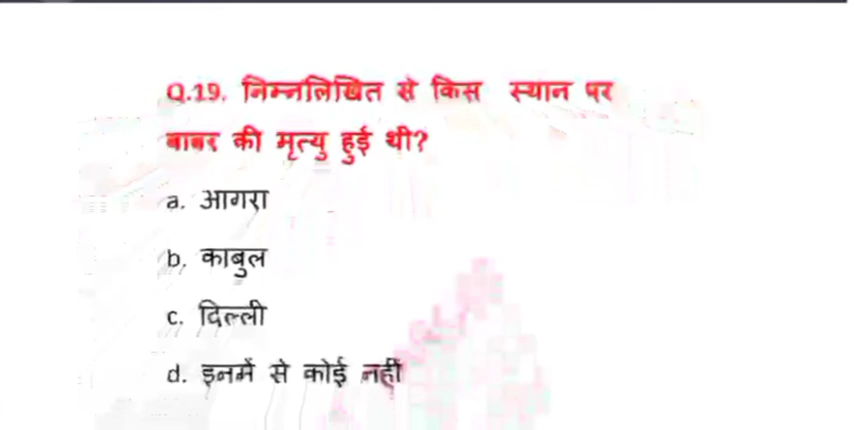 Q.19. निम्नलिखित से किस स्थान पर
बाबर की मृत्यु हुई थी?
a. आगरा
b. काबुल
c. दिल्ली
d. इनमें से कोई नहीं